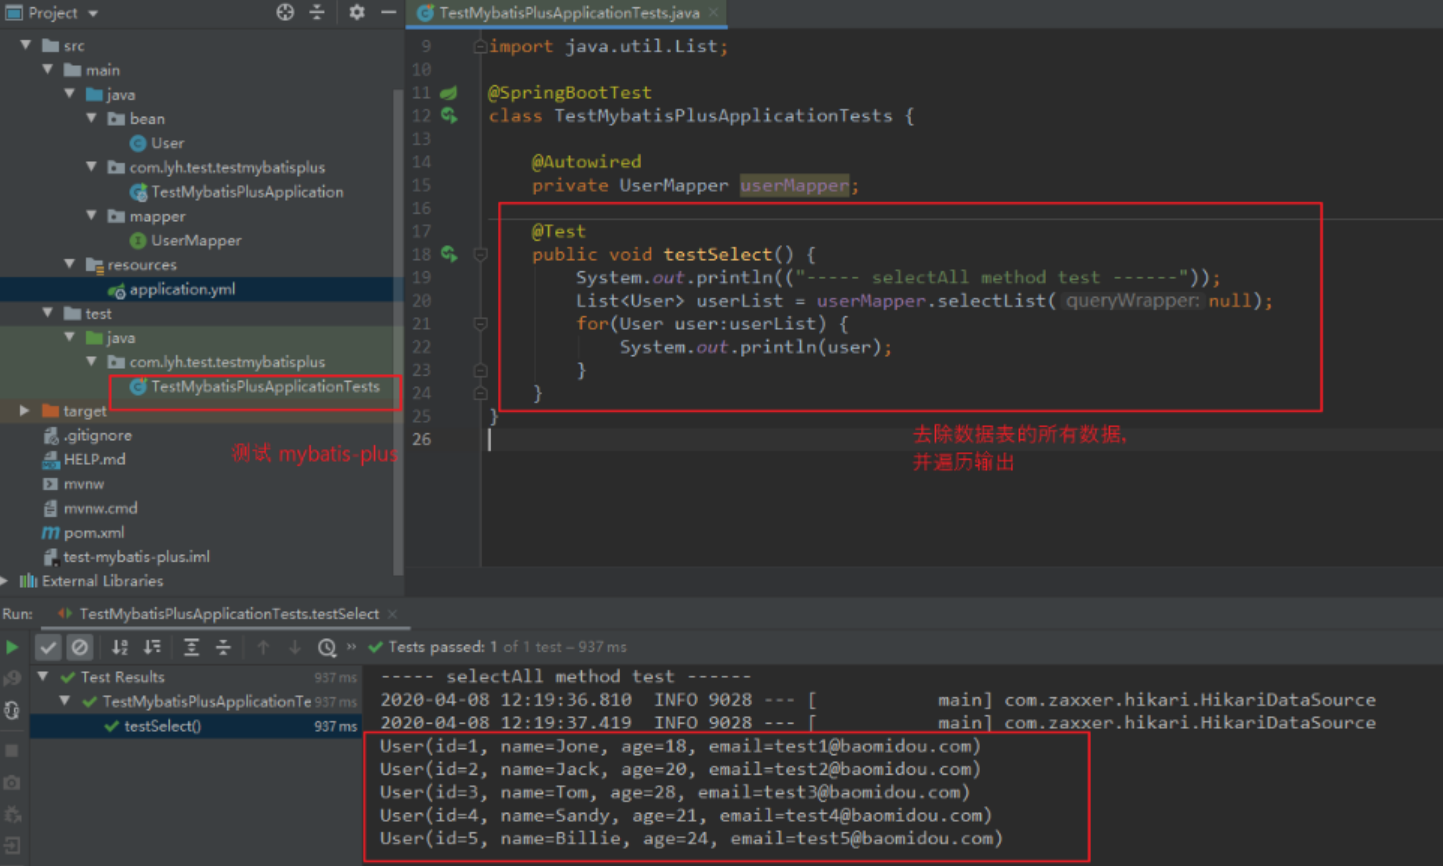 Project
TestMybatisPlusApplicationTests.java
src
main
java
bean
User
com.lyh.test.testmybatisplus
TestMybatisPlusApplication
mapper
UserMapper
resources
application.yml
test
java
com.lyh.test.testmybatisplus
TestMybatisPlusApplicationTests
target
.gitignore
HELP.md
mvnw
mvnw.cmd
pom.xml
test-mybatis-plus.iml
External Libraries
测试 mybatis-plus
9 import java.util.List;
10
11 @SpringBootTest
12 class TestMybatisPlusApplicationTests {
13
14 @Autowired
15 private UserMapper userMapper;
16
17 @Test
18 public void testSelect() {
19 System.out.println(("----- selectAll method test ------"));
20 List<User> userList = userMapper.selectList( queryWrapper: null);
21 for(User user:userList) {
22 System.out.println(user);
23 }
24 }
25 }
26
去除数据表的所有数据,
并遍历输出
Run: TestMybatisPlusApplicationTests.testSelect
Tests passed: 1 of 1 test – 937 ms
Test Results 937 ms
TestMybatisPlusApplicationTe 937 ms
testSelect() 937 ms
----- selectAll method test ------
2020-04-08 12:19:36.810 INFO 9028 --- [ main] com.zaxxer.hikari.HikariDataSource
2020-04-08 12:19:37.419 INFO 9028 --- [ main] com.zaxxer.hikari.HikariDataSource
User(id=1, name=Jone, age=18, email=test1@baomidou.com)
User(id=2, name=Jack, age=20, email=test2@baomidou.com)
User(id=3, name=Tom, age=28, email=test3@baomidou.com)
User(id=4, name=Sandy, age=21, email=test4@baomidou.com)
User(id=5, name=Billie, age=24, email=test5@baomidou.com)